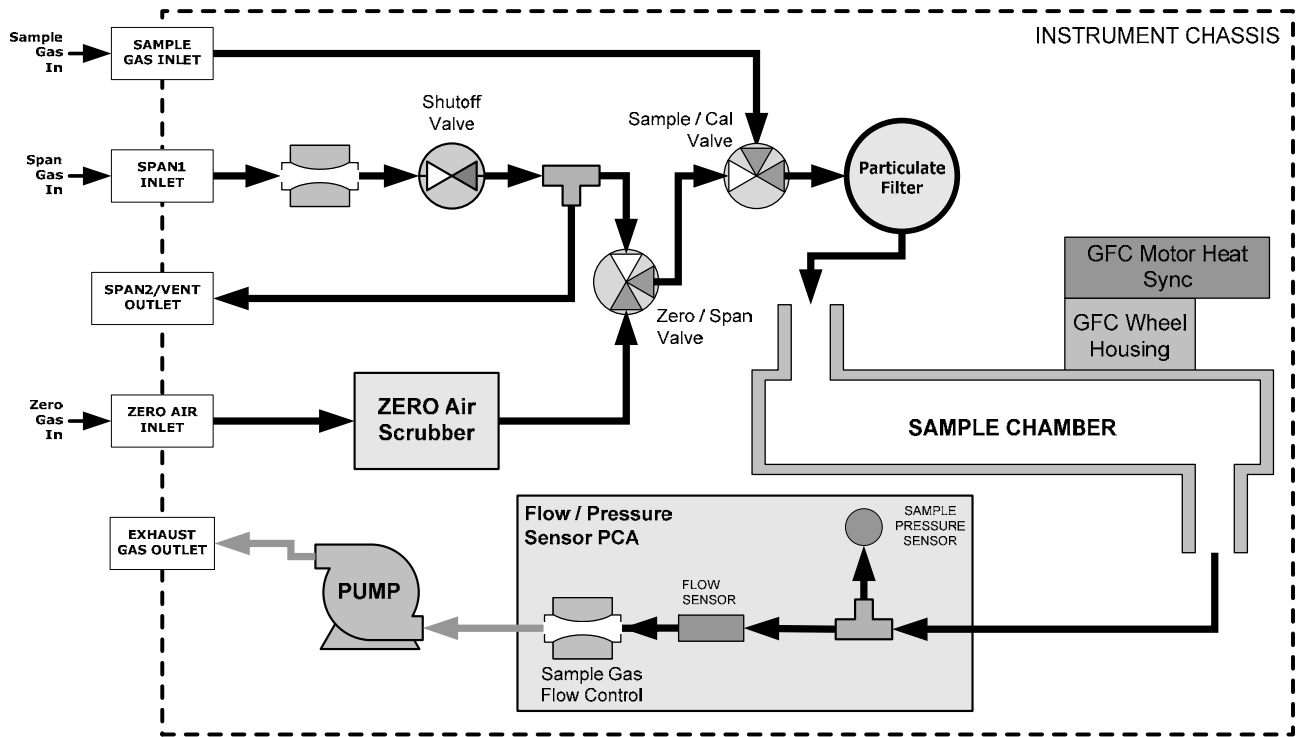 INSTRUMENT CHASSIS
Sample
Gas
In
SAMPLE
GAS INLET
Shutoff
Valve
Sample / Cal
Valve
Span
Gas
In
SPAN1
INLET
Particulate
Filter
SPAN2/VENT
OUTLET
Zero / Span
Valve
GFC Motor Heat
Sync
GFC Wheel
Housing
Zero
Gas
In
ZERO AIR
INLET
ZERO Air
Scrubber
SAMPLE CHAMBER
EXHAUST
GAS OUTLET
PUMP
Flow / Pressure
Sensor PCA
SAMPLE
PRESSURE
SENSOR
FLOW
SENSOR
Sample Gas
Flow Control